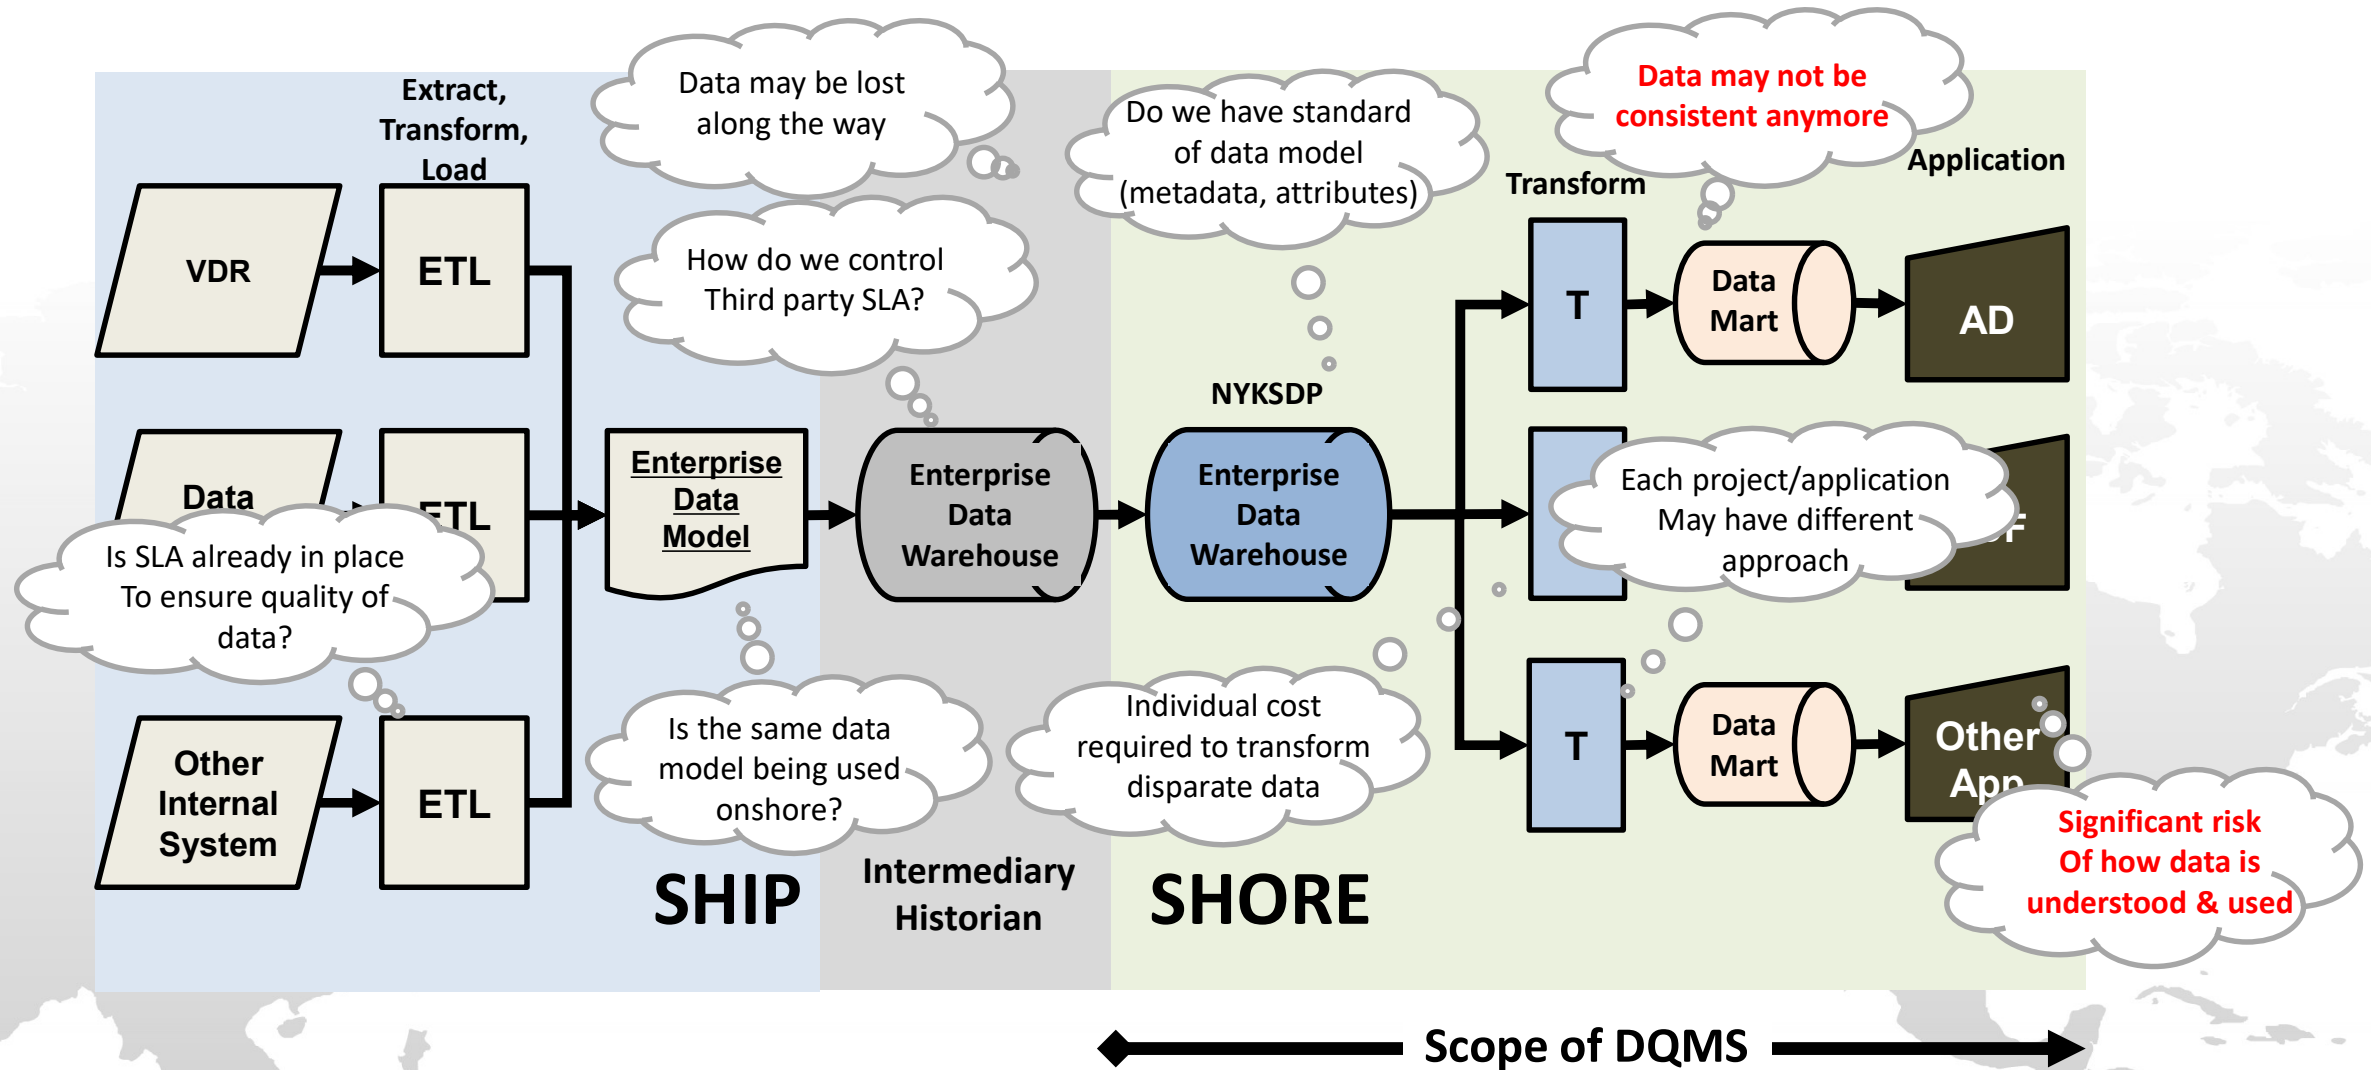 Extract,
Transform,
Load
Data may be lost
along the way
Do we have standard
of data model
(metadata, attributes)
Data may not be
consistent anymore
Transform
Application
VDR
ETL
How do we control
Third party SLA?
T
Data
Mart
AD
NYKSDP
Data
ETL
Enterprise
Data
Model
Enterprise
Data
Warehouse
Enterprise
Data
Warehouse
Each project/application
May have different
approach
Is SLA already in place
To ensure quality of
data?
Other
Internal
System
ETL
Is the same data
model being used
onshore?
Individual cost
required to transform
disparate data
T
Data
Mart
Other
App
Significant risk
Of how data is
understood & used
SHIP
Intermediary
Historian
SHORE
Scope of DQMS